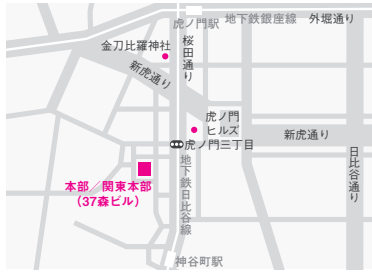 虎ノ門駅
地下鉄銀座線
外堀通り
金刀比羅神社
桜田通り
新虎通り
虎ノ門
ヒルズ
新虎通り
虎ノ門三丁目
日比谷通り
地下鉄日比谷線
本部／関東本部
（37森ビル）
神谷町駅